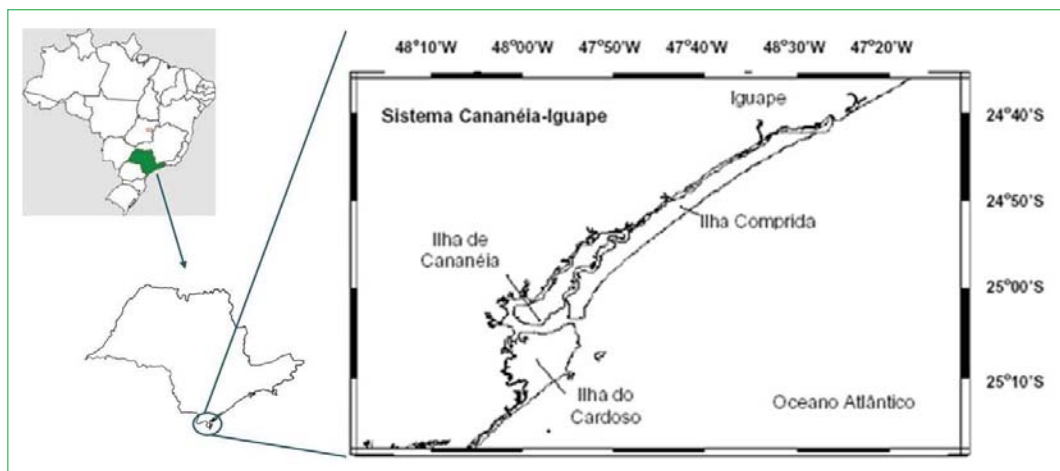 48°10'W 48°00'W 47°50'W 47°40'W 48°30'W 47°20'W
Sistema Cananéia-Iguape
Iguape
24°40'S
24°50'S
Ilha Comprida
Ilha de
Cananéia
25°00'S
25°10'S
Ilha do
Cardoso
Oceano Atlântico